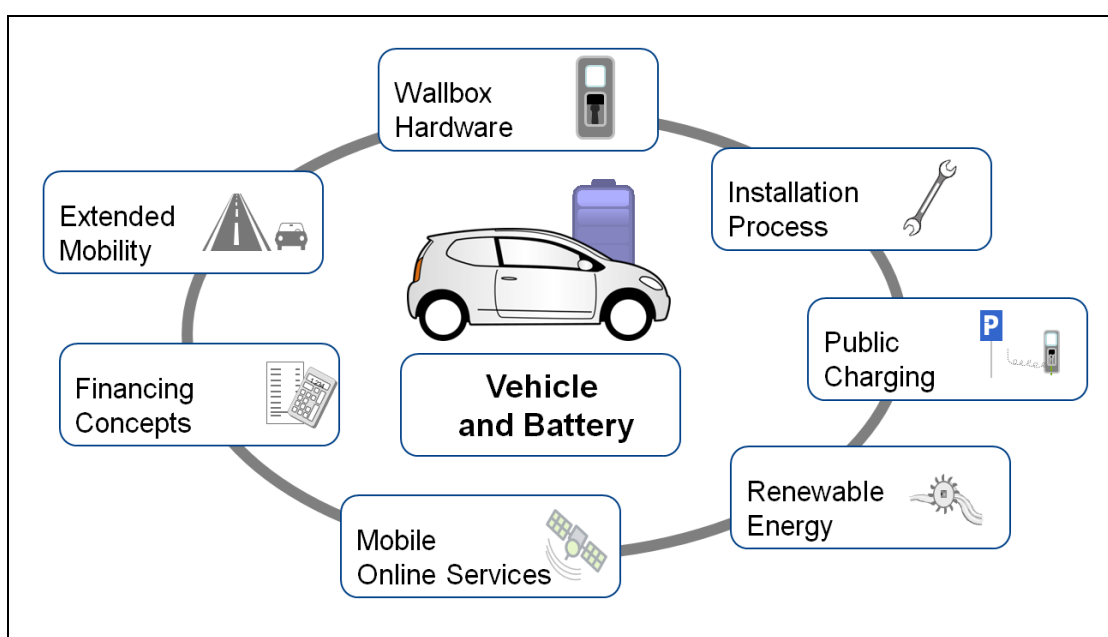 Wallbox
Hardware
Installation
Process
Extended
Mobility
Public
Charging
P
Financing
Concepts
Vehicle
and Battery
Renewable
Energy
Mobile
Online Services